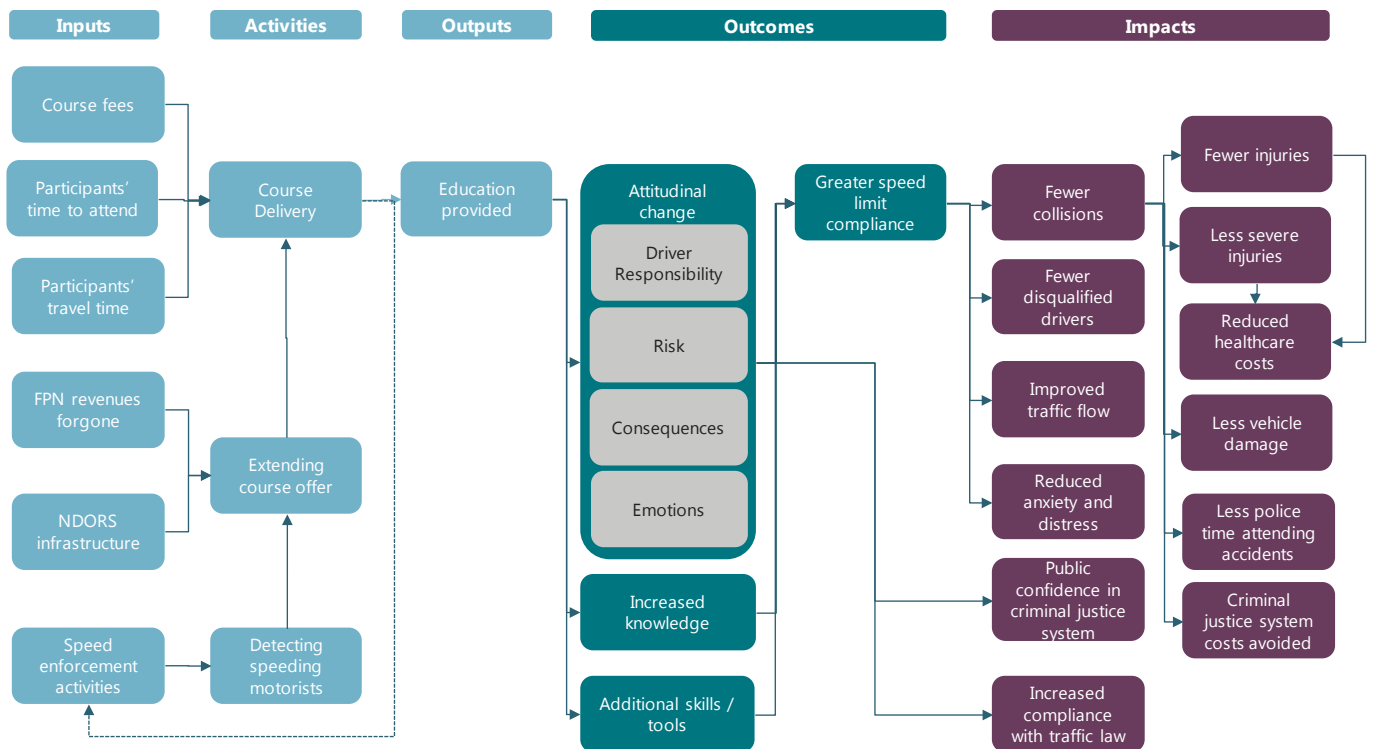 Inputs
Activities
Outputs
Outcomes
Impacts
Course fees
Participants’
time to attend
Participants’
travel time
FPN revenues
forgone
NDORS
infrastructure
Speed
enforcement
activities
Course
Delivery
Extending
course offer
Detecting
speeding
motorists
Education
provided
Attitudinal
change
Driver
Responsibility
Risk
Consequences
Emotions
Increased
knowledge
Additional skills /
tools
Greater speed
limit
compliance
Fewer
collisions
Fewer
disqualified
drivers
Improved
traffic flow
Reduced
anxiety and
distress
Public
confidence in
criminal justice
system
Increased
compliance
with traffic law
Fewer injuries
Less severe
injuries
Reduced
healthcare
costs
Less vehicle
damage
Less police
time attending
accidents
Criminal
justice system
costs avoided